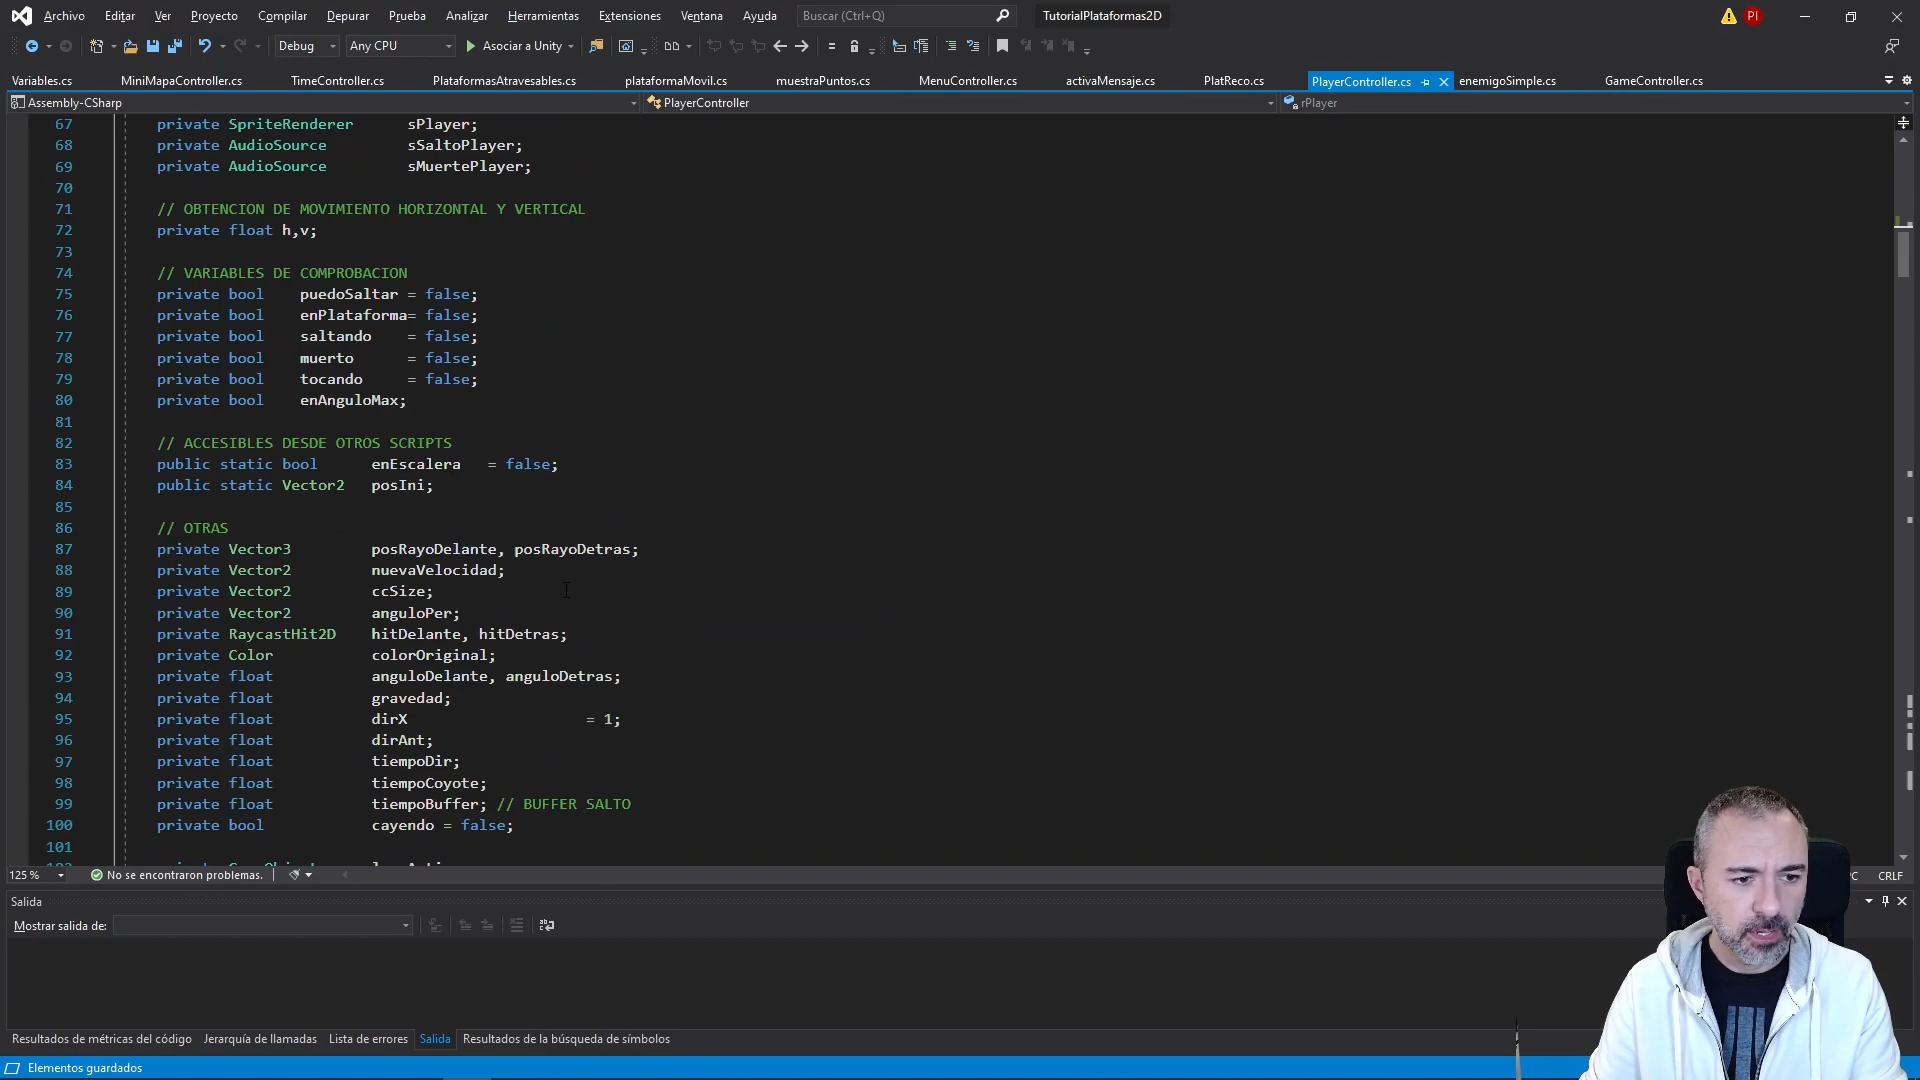 Archivo Editar Ver Proyecto Compilar Depurar Prueba Analizar Herramientas Extensiones Ventana Ayuda Buscar (Ctrl+Q) TutorialPlataformas2D PI
Debug Any CPU Asociar a Unity
Variables.cs MiniMapaController.cs TimeController.cs PlataformasAtravesables.cs plataformaMovil.cs muestraPuntos.cs MenuController.cs activaMensaje.cs PlatReco.cs PlayerController.cs enemigoSimple.cs GameController.cs
Assembly-CSharp PlayerController rPlayer
67 private SpriteRenderer sPlayer;
68 private AudioSource sSaltoPlayer;
69 private AudioSource sMuertePlayer;
70
71 // OBTENCION DE MOVIMIENTO HORIZONTAL Y VERTICAL
72 private float h,v;
73
74 // VARIABLES DE COMPROBACION
75 private bool puedoSaltar = false;
76 private bool enPlataforma= false;
77 private bool saltando = false;
78 private bool muerto = false;
79 private bool tocando = false;
80 private bool enAnguloMax;
81
82 // ACCESIBLES DESDE OTROS SCRIPTS
83 public static bool enEscalera = false;
84 public static Vector2 posIni;
85
86 // OTRAS
87 private Vector3 posRayoDelante, posRayoDetras;
88 private Vector2 nuevaVelocidad;
89 private Vector2 ccSize;
90 private Vector2 anguloPer;
91 private RaycastHit2D hitDelante, hitDetras;
92 private Color colorOriginal;
93 private float anguloDelante, anguloDetras;
94 private float gravedad;
95 private float dirX = 1;
96 private float dirAnt;
97 private float tiempoDir;
98 private float tiempoCoyote;
99 private float tiempoBuffer; // BUFFER SALTO
100 private bool cayendo = false;
101
125 % No se encontraron problemas. CRLF
Salida
Mostrar salida de:
Resultados de métricas del código Jerarquía de llamadas Lista de errores Salida Resultados de la búsqueda de símbolos
Elementos guardados